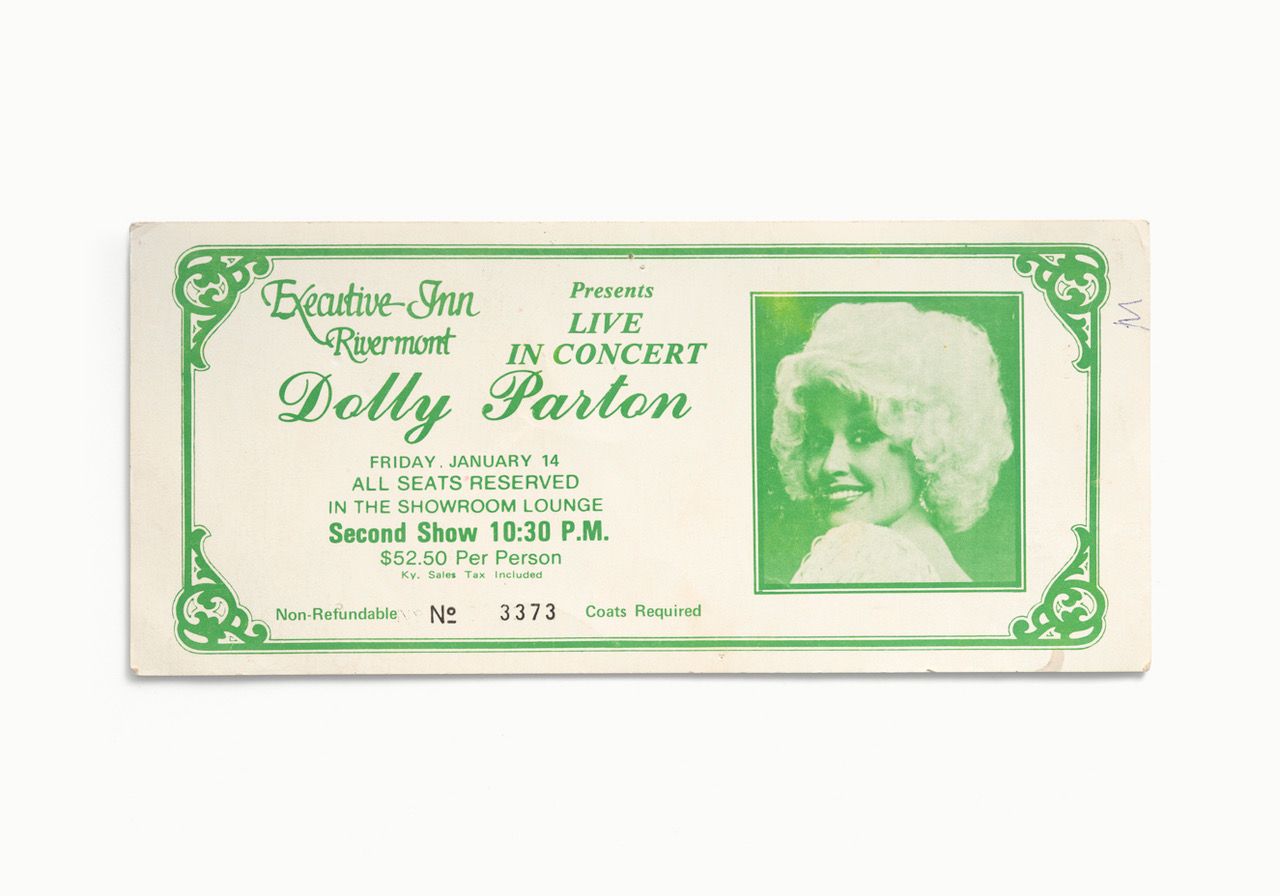 Executive Inn
Rivermont
Presents
LIVE
IN CONCERT
Dolly Parton
FRIDAY, JANUARY 14
ALL SEATS RESERVED
IN THE SHOWROOM LOUNGE
Second Show 10:30 P.M.
$52.50 Per Person
Ky. Sales Tax Included
Non-Refundable № 3373 Coats Required